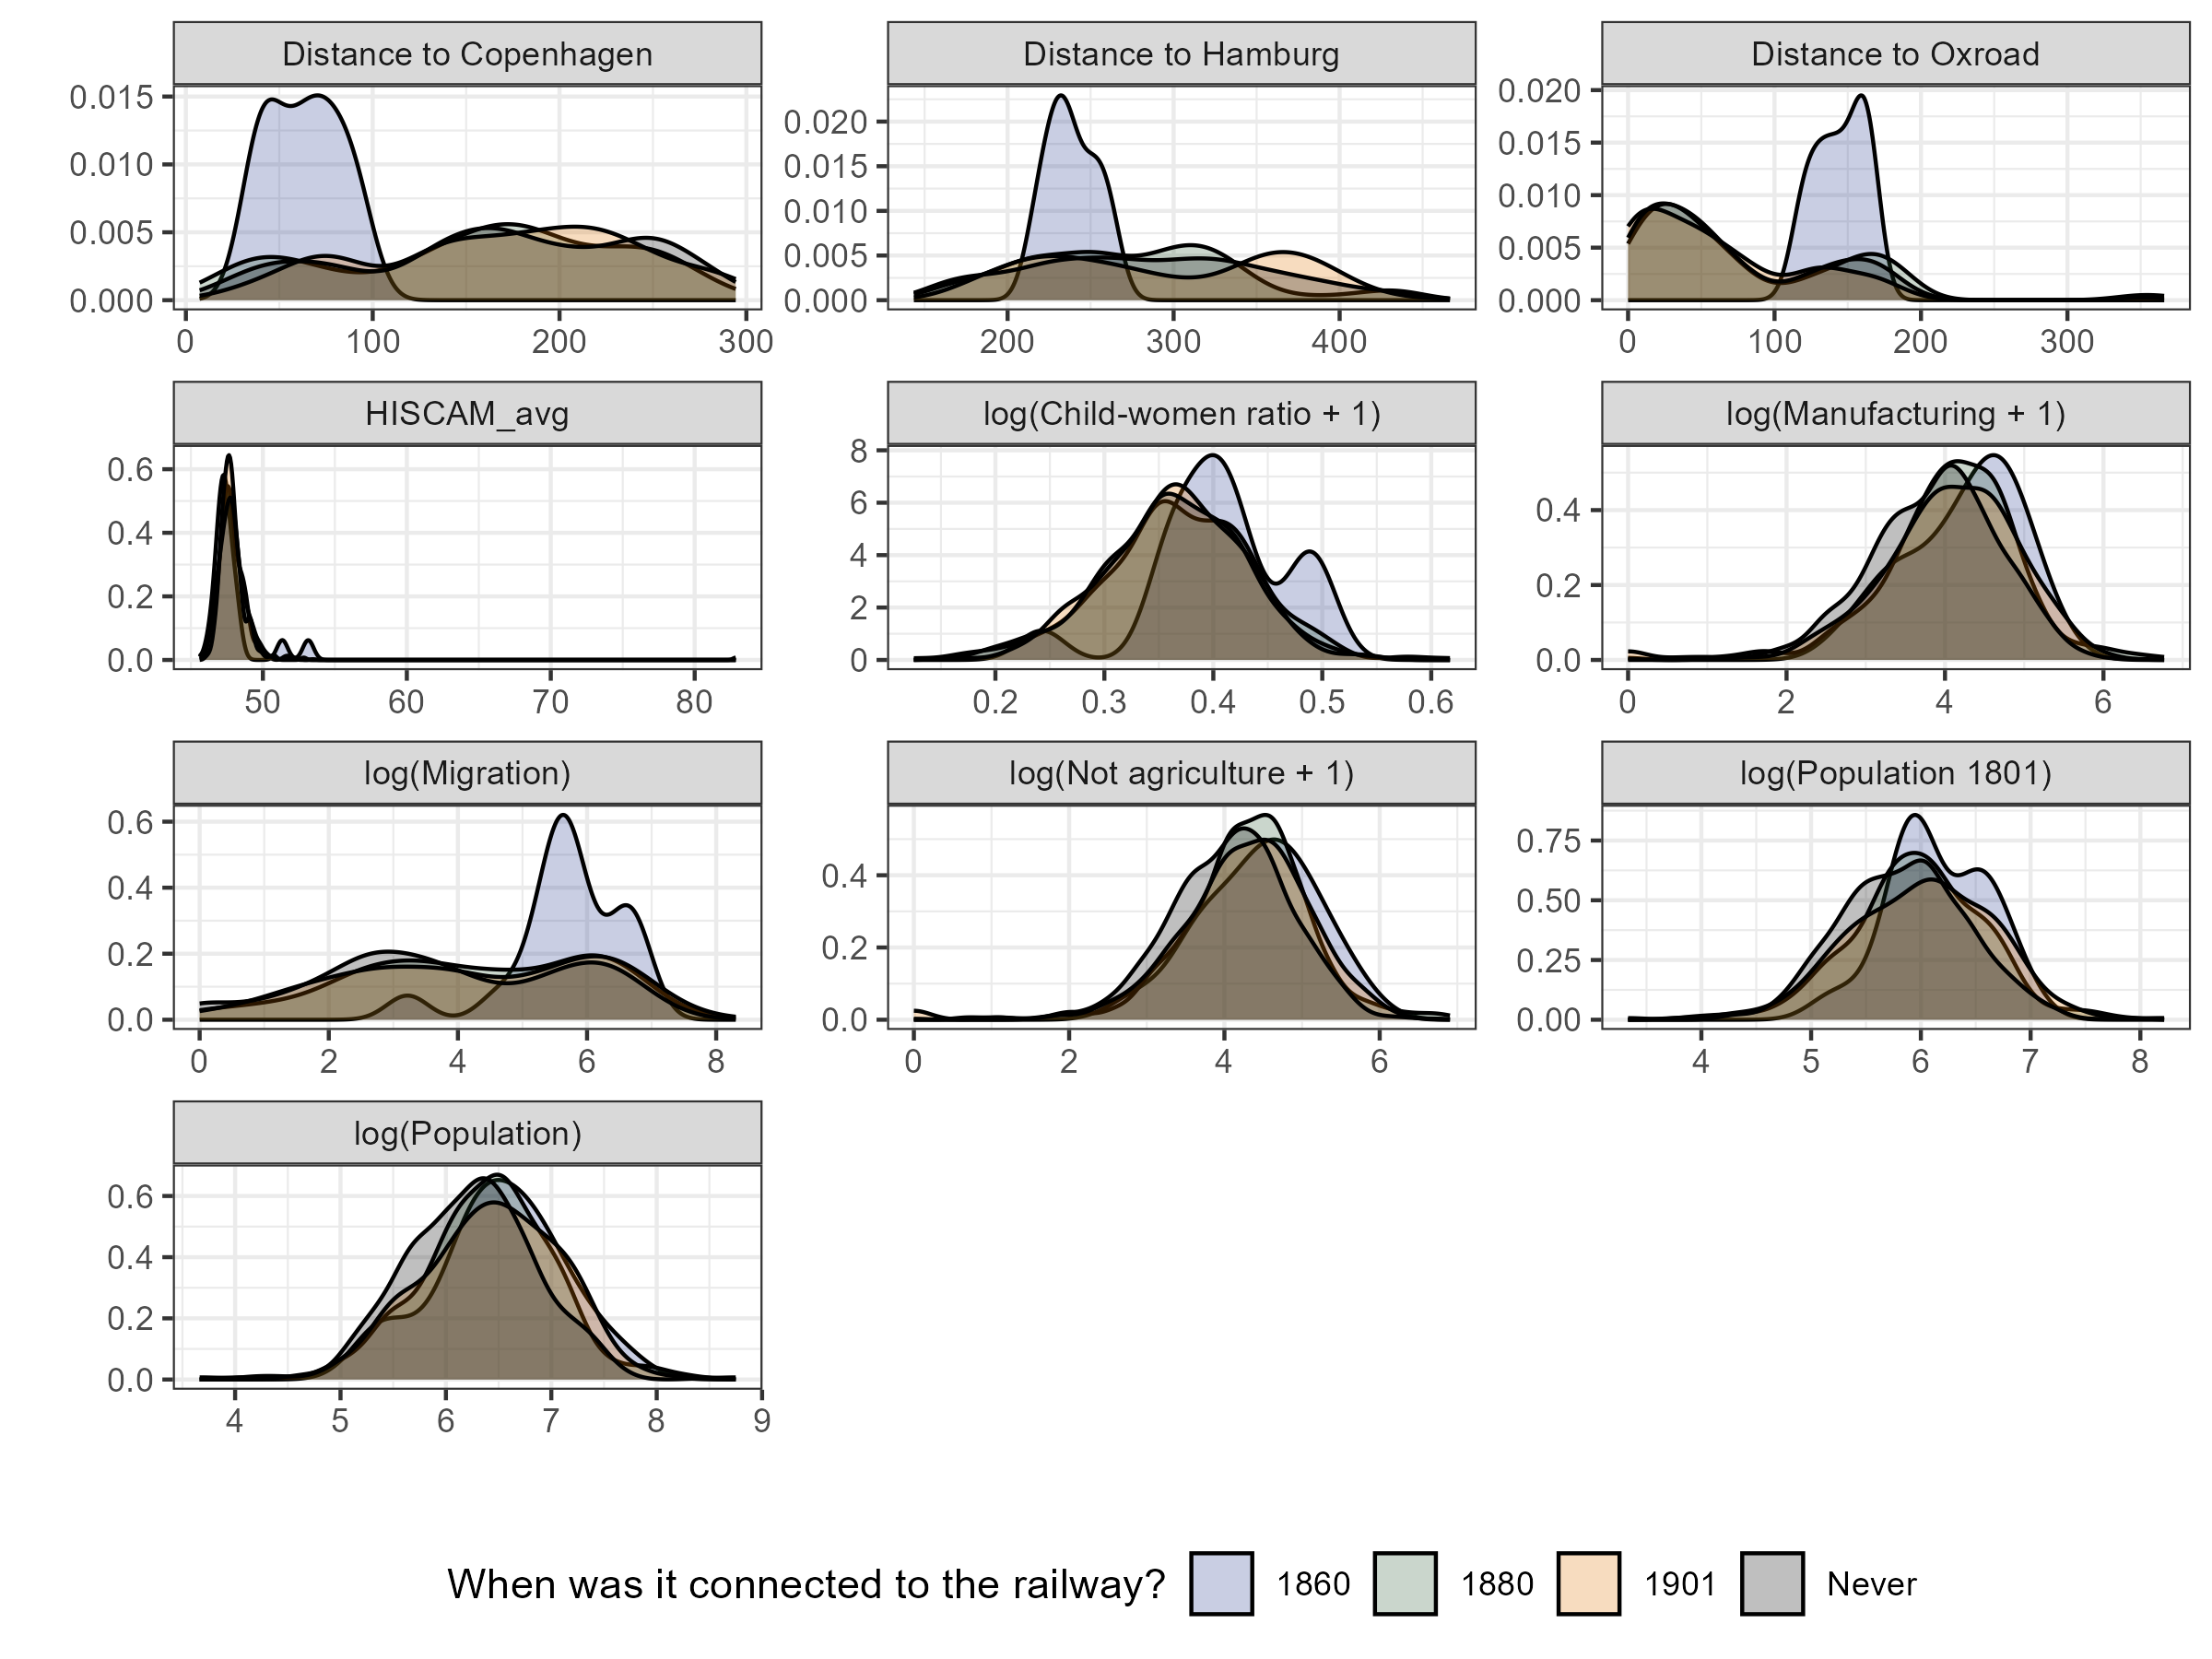 Distance to Copenhagen
Distance to Hamburg
Distance to Oxroad
0.015
0.010
0.005
0.000
0 100 200 300
0.020
0.015
0.010
0.005
0.000
200 300 400
0.020
0.015
0.010
0.005
0.000
0 100 200 300
HISCAM_avg
log(Child-women ratio + 1)
log(Manufacturing + 1)
0.6
0.4
0.2
0.0
50 60 70 80
8
6
4
2
0
0.2 0.3 0.4 0.5 0.6
0.4
0.2
0.0
0 2 4 6
log(Migration)
log(Not agriculture + 1)
log(Population 1801)
0.6
0.4
0.2
0.0
0 2 4 6 8
0.4
0.2
0.0
0 2 4 6
0.75
0.50
0.25
0.00
4 5 6 7 8
log(Population)
0.6
0.4
0.2
0.0
4 5 6 7 8 9
When was it connected to the railway? 1860 1880 1901 Never